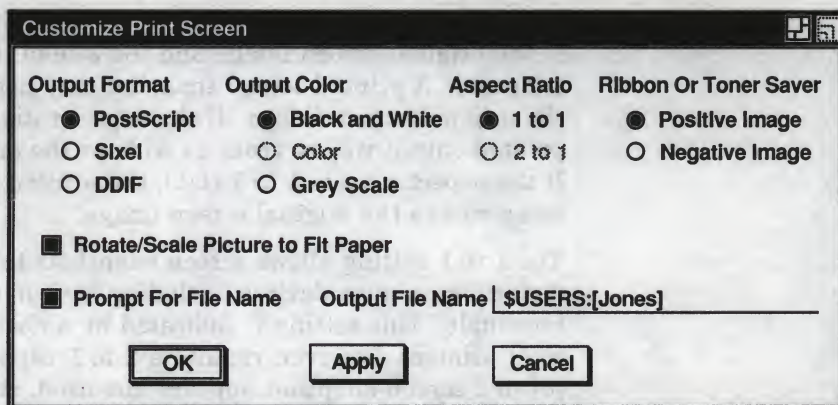 Customize Print Screen
Output Format Output Color Aspect Ratio Ribbon Or Toner Saver
PostScript Black and White 1 to 1 Positive Image
Sixel Color 2 to 1 Negative Image
DDIF Grey Scale
Rotate/Scale Picture to Fit Paper
Prompt For File Name Output File Name $USERS:[Jones]
OK Apply Cancel